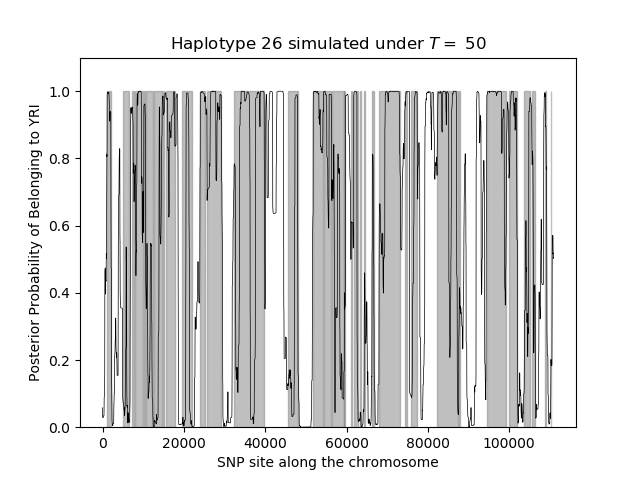 Haplotype 26 simulated under T = 50
Posterior Probability of Belonging to YRI
1.0
0.8
0.6
0.4
0.2
0.0
0 20000 40000 60000 80000 100000
SNP site along the chromosome